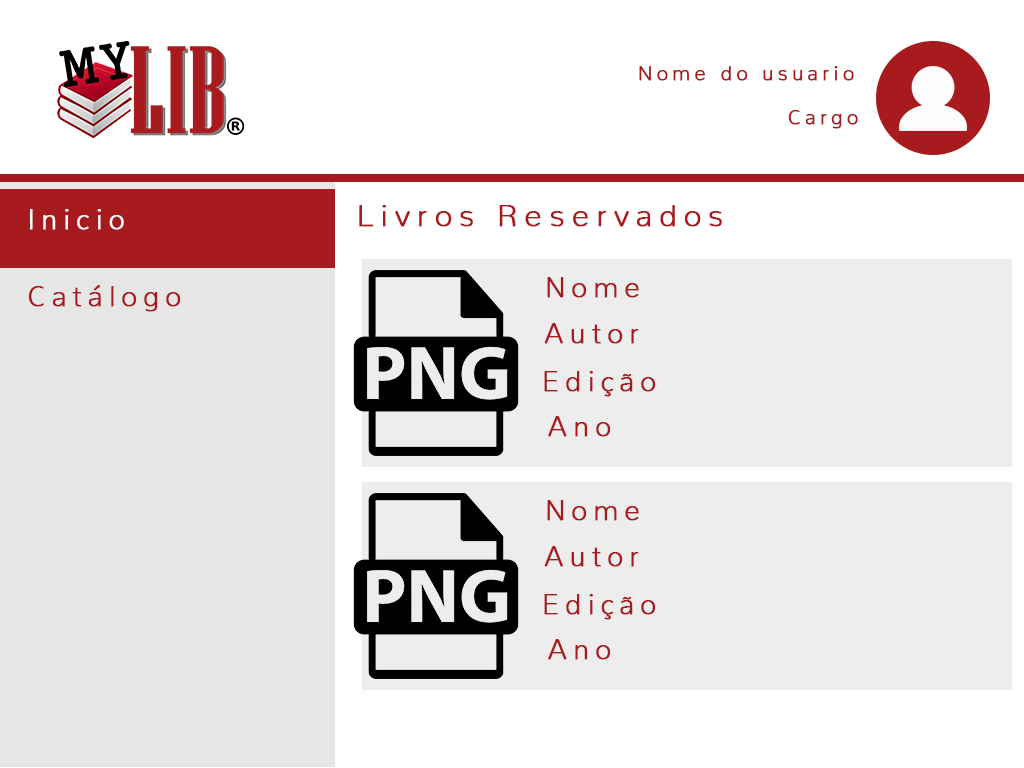 MY LIB®
Nome do usuario
Cargo
Inicio
Catálogo
Livros Reservados
PNG
Nome
Autor
Edição
Ano
PNG
Nome
Autor
Edição
Ano